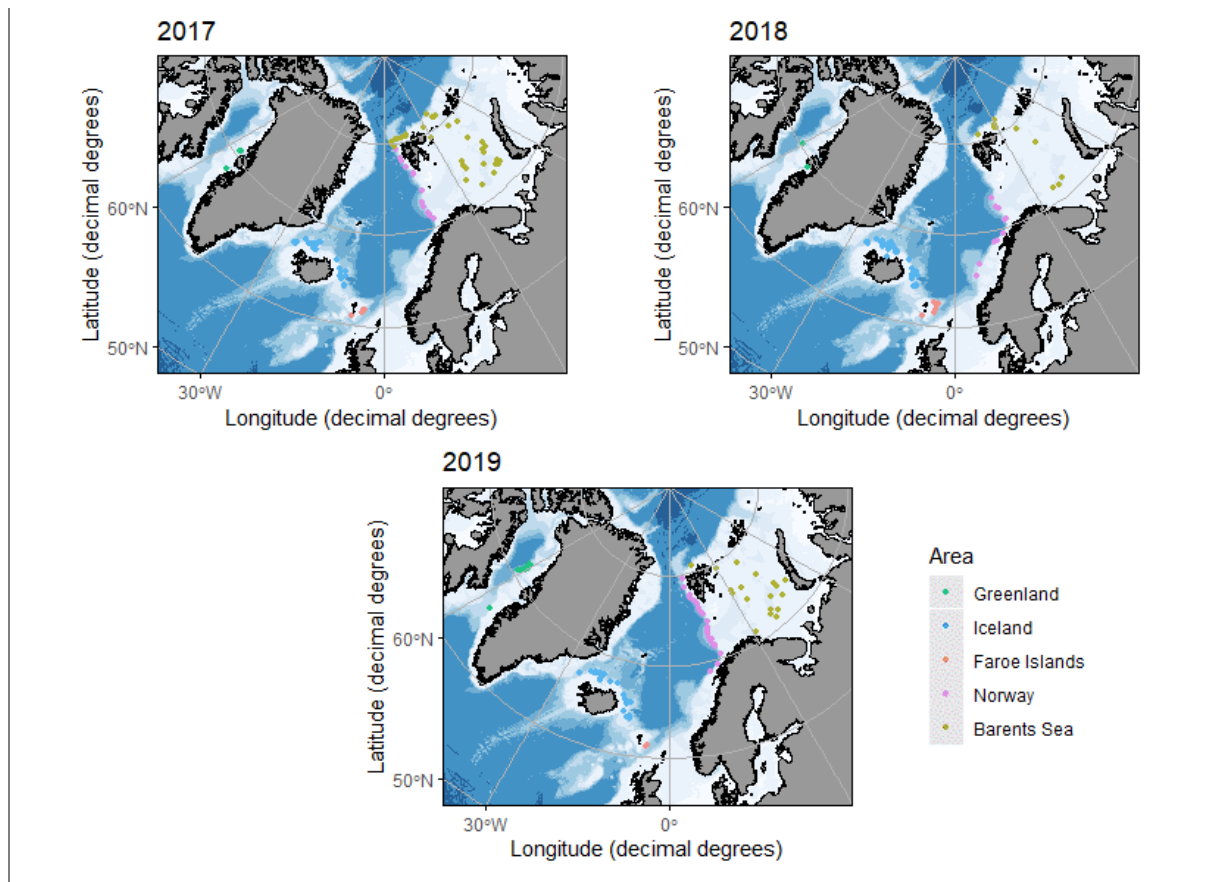 2017
2018
Latitude (decimal degrees)
60°N
50°N
30°W
0°
Longitude (decimal degrees)
Latitude (decimal degrees)
60°N
50°N
30°W
0°
Longitude (decimal degrees)
2019
Latitude (decimal degrees)
60°N
50°N
30°W
0°
Longitude (decimal degrees)
Area
Greenland
Iceland
Faroe Islands
Norway
Barents Sea